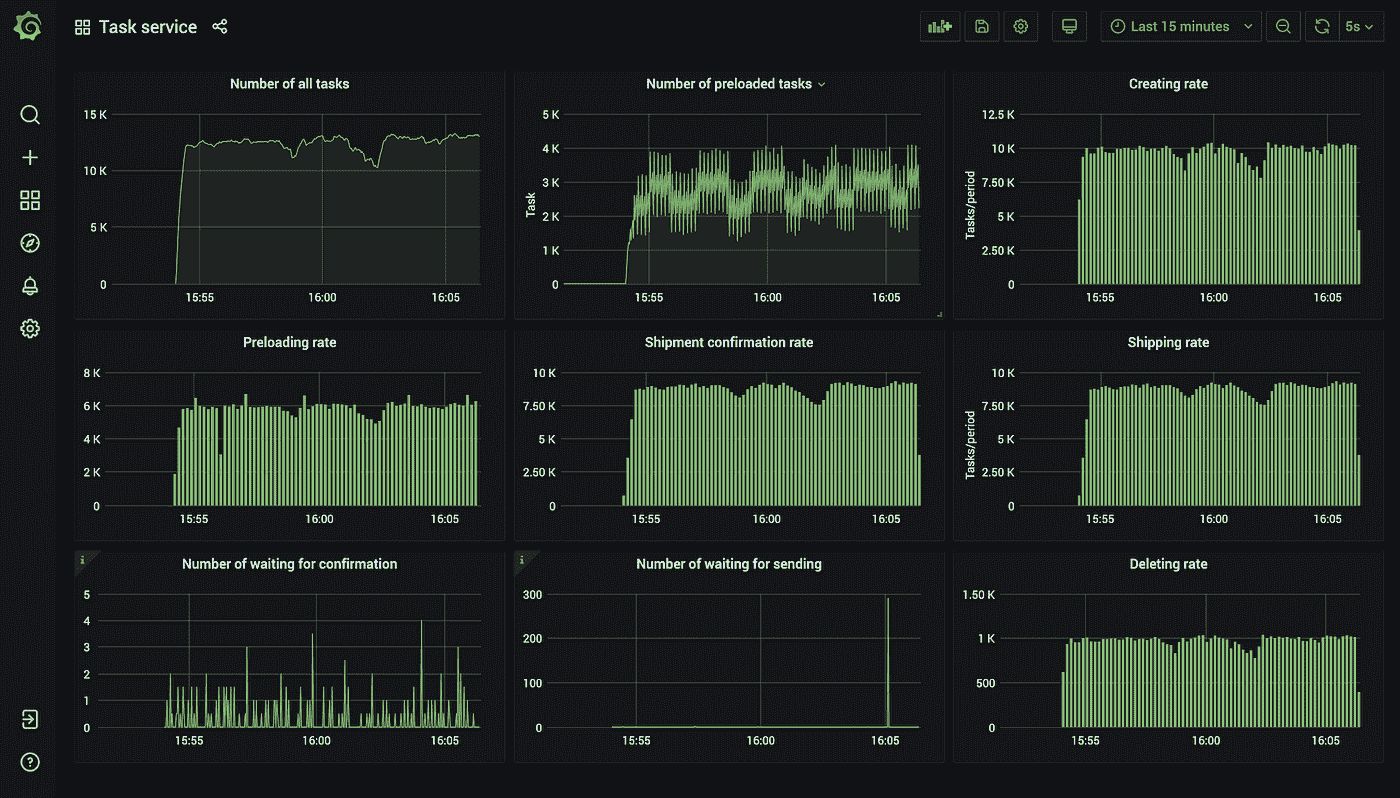 Task service
Last 15 minutes
5s
Number of all tasks
15 K
10 K
5 K
0
15:55 16:00 16:05
Number of preloaded tasks
Task
5 K
4 K
3 K
2 K
1 K
0
15:55 16:00 16:05
Creating rate
Tasks/period
12.5 K
10 K
7.50 K
5 K
2.50 K
0
15:55 16:00 16:05
Preloading rate
8 K
6 K
4 K
2 K
0
15:55 16:00 16:05
Shipment confirmation rate
10 K
7.50 K
5 K
2.50 K
0
15:55 16:00 16:05
Shipping rate
Tasks/period
10 K
7.50 K
5 K
2.50 K
0
15:55 16:00 16:05
i
Number of waiting for confirmation
5
4
3
2
1
0
15:55 16:00 16:05
i
Number of waiting for sending
300
200
100
0
15:55 16:00 16:05
Deleting rate
1.50 K
1 K
500
0
15:55 16:00 16:05
?